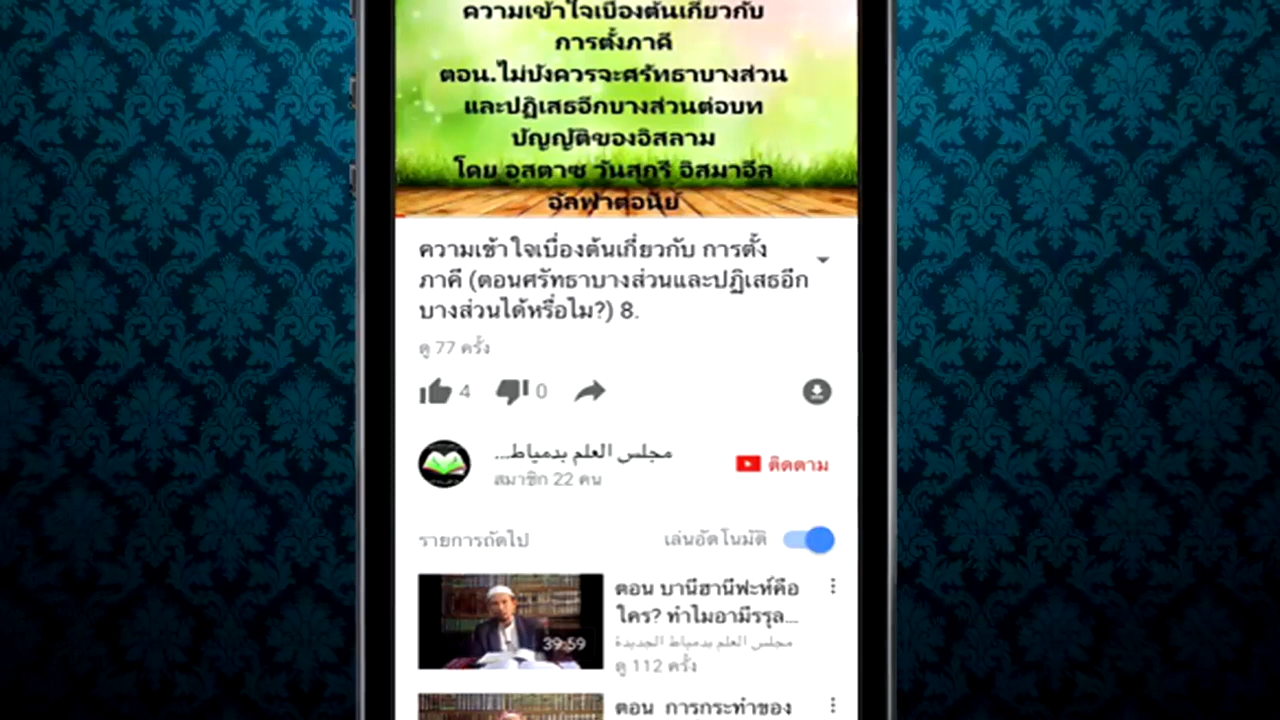 ความเข้าใจเบื่องต้นเกี่ยวกับ
การตั้งภาคี
ตอน.ไม่บังควรจะศรัทธาบางส่วน
และปฏิเสธอีกบางส่วนต่อบท
บัญญัติของอิสลาม
โดย อสตาซ วันสุกรี อิสมาอีล
อัลฟาตอนีย์
ความเข้าใจเบื่องต้นเกี่ยวกับ การตั้ง
ภาคี (ตอนศรัทธาบางส่วนและปฏิเสธอีก
บางส่วนได้หรื่อไม?) 8.
ดู 77 ครั้ง
4 0
مجلس العلم بدمياط...
สมาชิก 22 คน
ติดตาม
รายการถัดไป
เล่นอัตโนมัติ
39:59
ตอน บานีฮานีฟะห์คือ
ใคร? ทำไมอามีรรุล...
مجلس العلم بدمياط الجديدة
ดู 112 ครั้ง
ตอน การกระทำของ